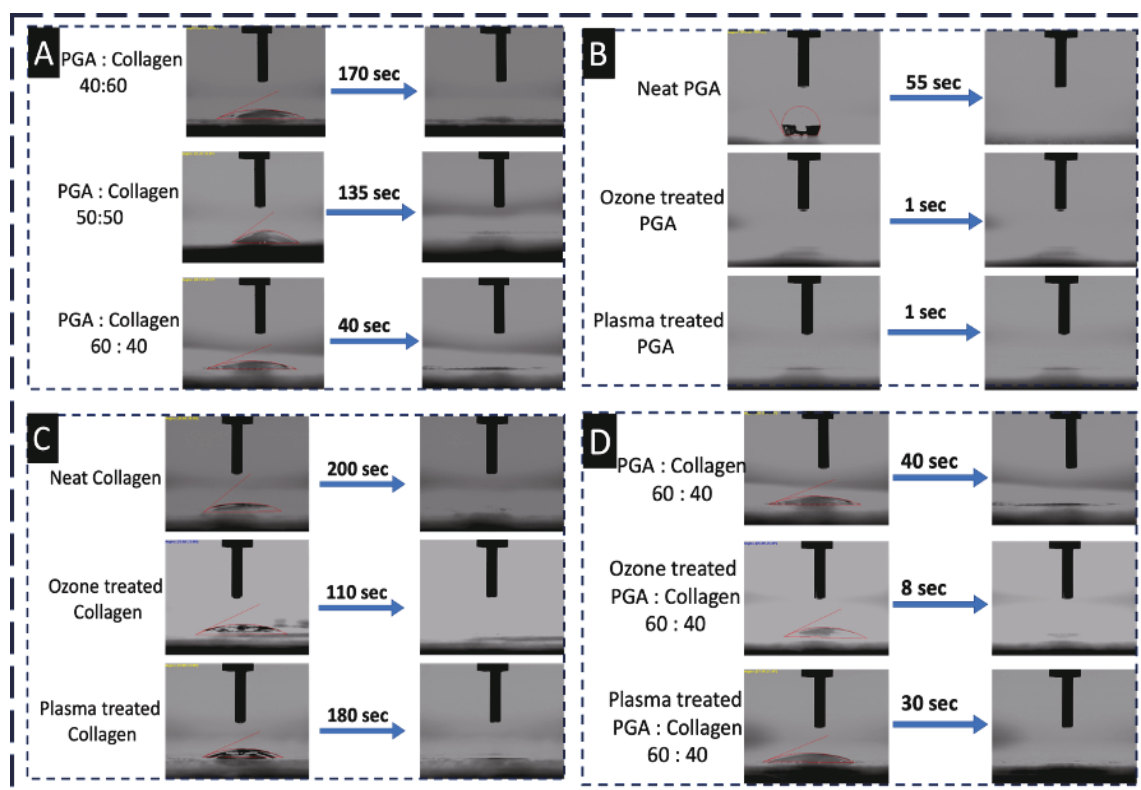 A
PGA : Collagen
40:60
170 sec
PGA : Collagen
50:50
135 sec
PGA : Collagen
60 : 40
40 sec
B
Neat PGA
55 sec
Ozone treated
PGA
1 sec
Plasma treated
PGA
1 sec
C
Neat Collagen
200 sec
Ozone treated
Collagen
110 sec
Plasma treated
Collagen
180 sec
D
PGA : Collagen
60 : 40
40 sec
Ozone treated
PGA : Collagen
60 : 40
8 sec
Plasma treated
PGA : Collagen
60 : 40
30 sec